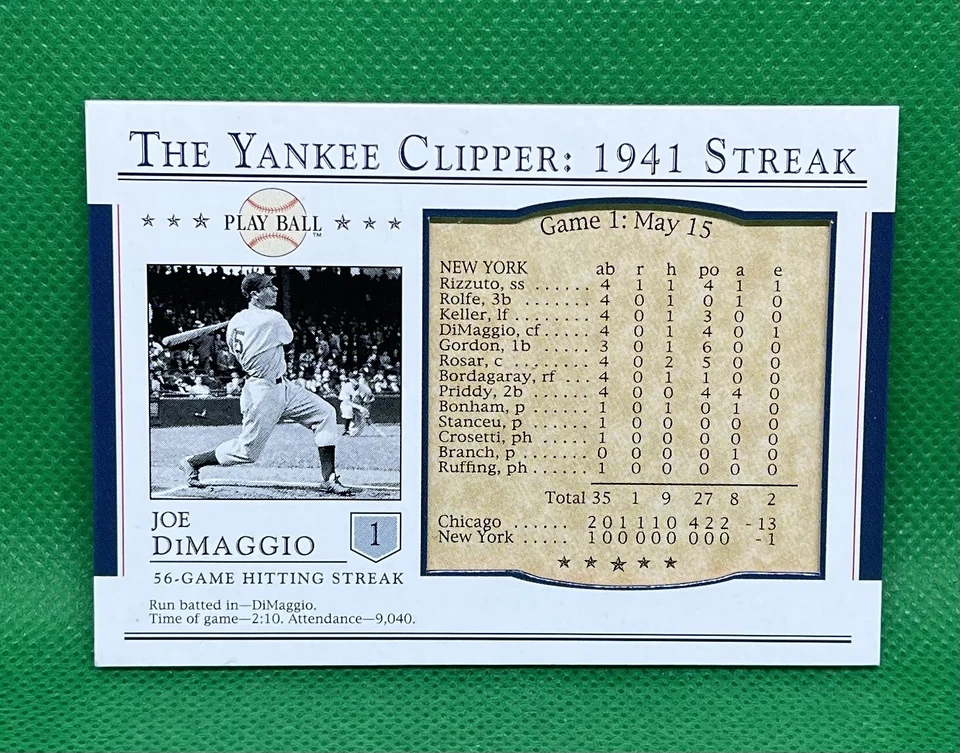 THE YANKEE CLIPPER: 1941 STREAK
PLAY BALL™
5
JOE
DIMAGGIO
1
56-GAME HITTING STREAK
Run batted in—DiMaggio.
Time of game—2:10. Attendance—9,040.
Game 1: May 15
NEW YORK ab r h po a e
Rizzuto, ss ...... 4 1 1 4 1 1
Rolfe, 3b ....... 4 0 1 0 1 0
Keller, lf ........ 4 0 1 3 0 0
DiMaggio, cf..... 4 0 1 4 0 1
Gordon, 1b ..... 3 0 1 6 0 0
Rosar, c ........ 4 0 2 5 0 0
Bordagaray, rf ... 4 0 1 1 0 0
Priddy, 2b ....... 4 0 0 4 4 0
Bonham, p ...... 1 0 1 0 1 0
Stanceu, p ...... 1 0 0 0 0 0
Crosetti, ph ..... 1 0 0 0 0 0
Branch, p ....... 0 0 0 0 1 0
Ruffing, ph ...... 1 0 0 0 0 0
Total 35 1 9 27 8 2
Chicago ...... 201 110 422 - 13
New York ..... 100 000 000 - 1